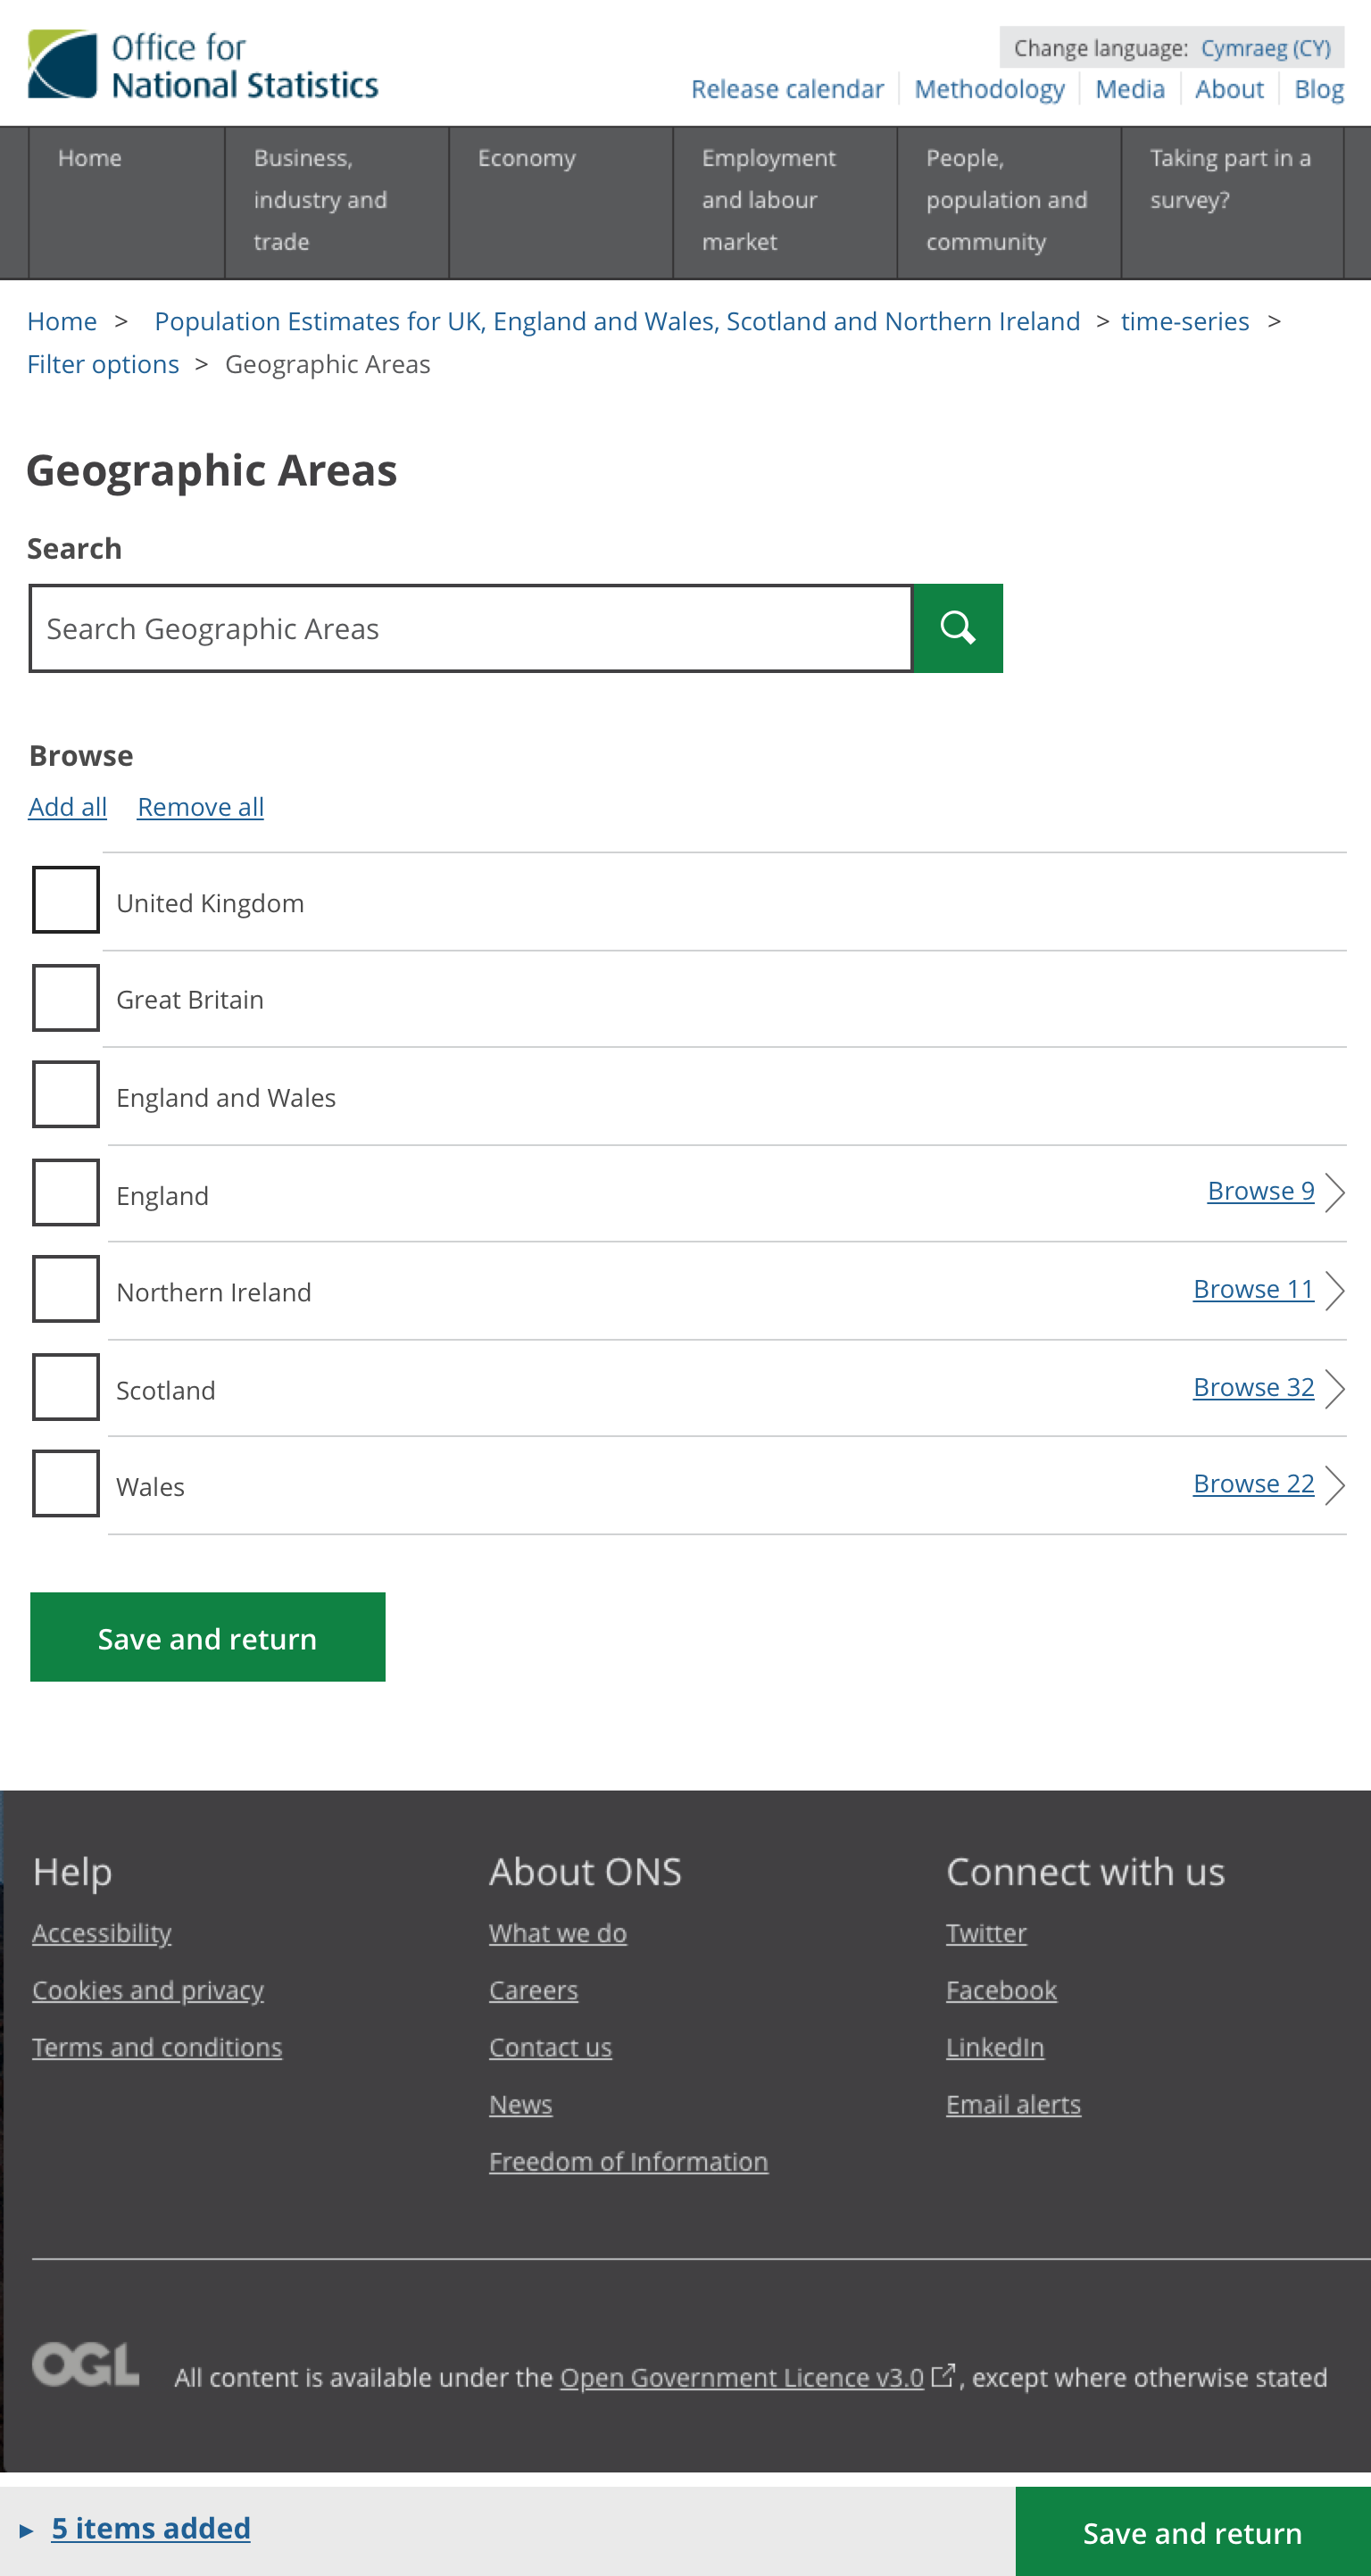 Office for
National Statistics
Change language: Cymraeg (CY)
Release calendar Methodology Media About Blog
Home
Business,
industry and
trade
Economy
Employment
and labour
market
People,
population and
community
Taking part in a
survey?
Home > Population Estimates for UK, England and Wales, Scotland and Northern Ireland > time-series >
Filter options > Geographic Areas
Geographic Areas
Search
Search Geographic Areas
Browse
Add all Remove all
United Kingdom
Great Britain
England and Wales
England Browse 9
Northern Ireland Browse 11
Scotland Browse 32
Wales Browse 22
Save and return
Help
Accessibility
Cookies and privacy
Terms and conditions
About ONS
What we do
Careers
Contact us
News
Freedom of Information
Connect with us
Twitter
Facebook
LinkedIn
Email alerts
OGL All content is available under the Open Government Licence v3.0 , except where otherwise stated
5 items added
Save and return